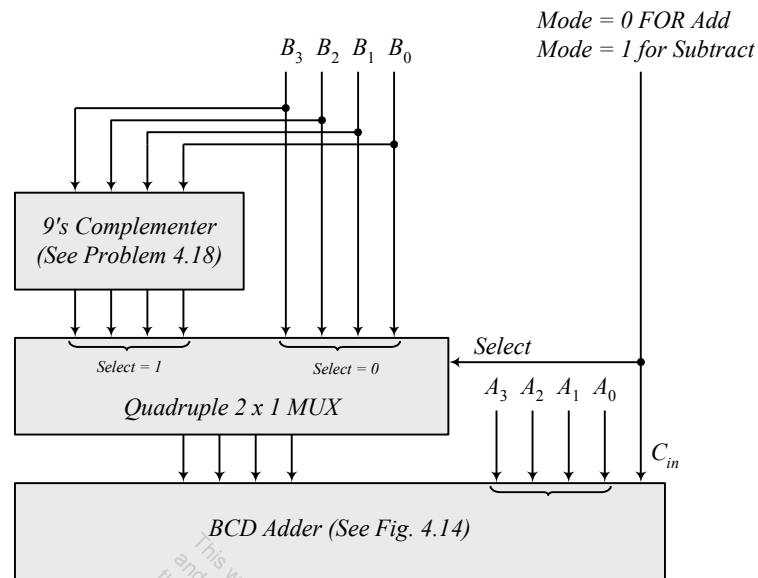 Mode = 0 FOR Add
Mode = 1 for Subtract
B3 B2 B1 B0
9's Complementer
(See Problem 4.18)
Select
Select = 1
Select = 0
Quadruple 2 x 1 MUX
A3 A2 A1 A0
Cin
BCD Adder (See Fig. 4.14)
This w
and